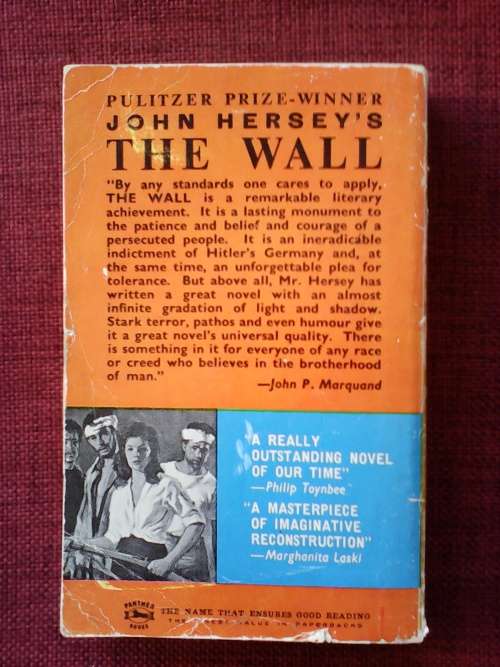 PULITZER PRIZE-WINNER
JOHN HERSEY'S
THE WALL
"By any standards one cares to apply,
THE WALL is a remarkable literary
achievement. It is a lasting monument to
the patience and belief and courage of a
persecuted people. It is an ineradicable
indictment of Hitler's Germany and, at
the same time, an unforgettable plea for
tolerance. But above all, Mr. Hersey has
written a great novel with an almost
infinite gradation of light and shadow.
Stark terror, pathos and even humour give
it a great novel's universal quality. There
is something in it for everyone of any race
or creed who believes in the brotherhood
of man."
—John P. Marquand
"A REALLY
OUTSTANDING NOVEL
OF OUR TIME"
—Philip Toynbee
"A MASTERPIECE
OF IMAGINATIVE
RECONSTRUCTION"
—Marghanita Laski
PANTHER
BOOKS
THE NAME THAT ENSURES GOOD READING
THE FINEST VALUE IN PAPERBACKS